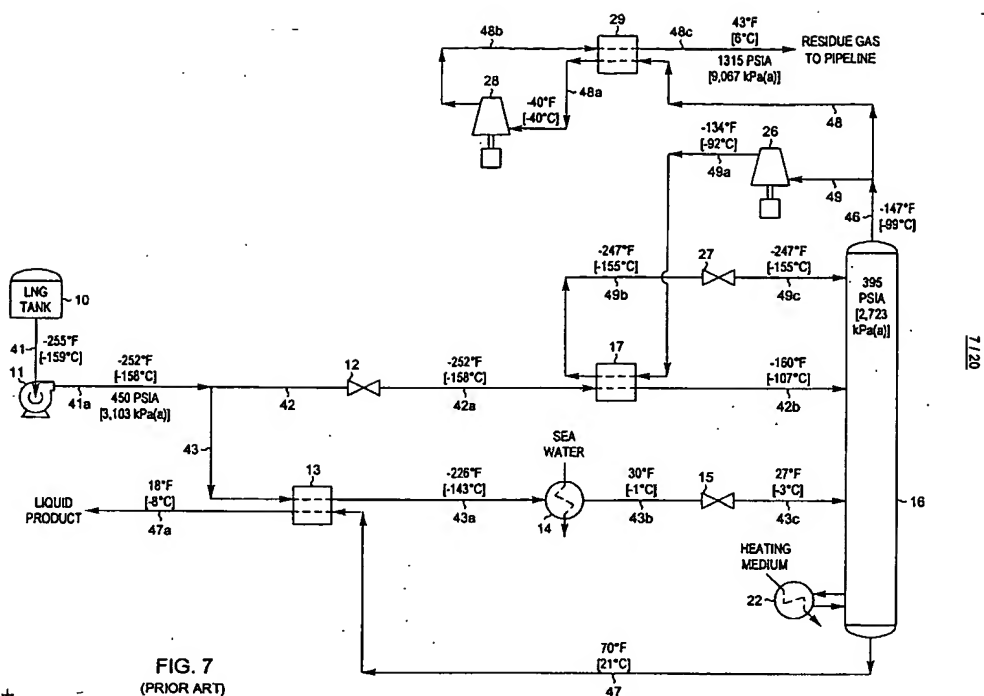 29
43°F
48b
48c
[6°C]
RESIDUE GAS
TO PIPELINE
1315 PSIA
[9,067 kPa(a)]
28
48a
-40°F
[-40°C]
48
-134°F
[-92°C]
26
49a
49
46
-147°F
[-99°C]
-247°F
[-155°C]
27
-247°F
[-155°C]
49b
49c
395
PSIA
[2,723
kPa(a)]
LNG
TANK
10
41
-255°F
[-159°C]
-252°F
[-158°C]
11
41a
450 PSIA
[3,103 kPa(a)]
12
42
-252°F
[-158°C]
42a
17
-160°F
[-107°C]
42b
7/20
43
SEA
WATER
13
-226°F
[-143°C]
43a
14
30°F
[-1°C]
43b
15
27°F
[-3°C]
43c
16
LIQUID
PRODUCT
18°F
[-8°C]
47a
HEATING
MEDIUM
22
70°F
[21°C]
47
FIG. 7
(PRIOR ART)